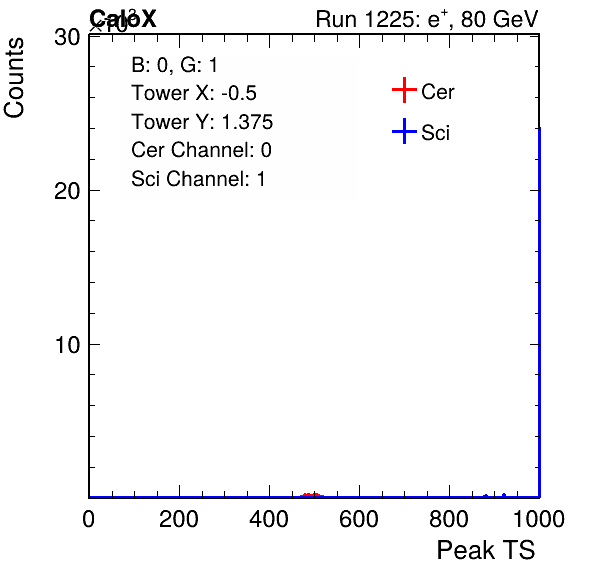 CaloX Run 1225: e⁺, 80 GeV
×10³
Counts
B: 0, G: 1
Tower X: -0.5
Tower Y: 1.375
Cer Channel: 0
Sci Channel: 1
Cer
Sci
30
20
10
0 200 400 600 800 1000
Peak TS